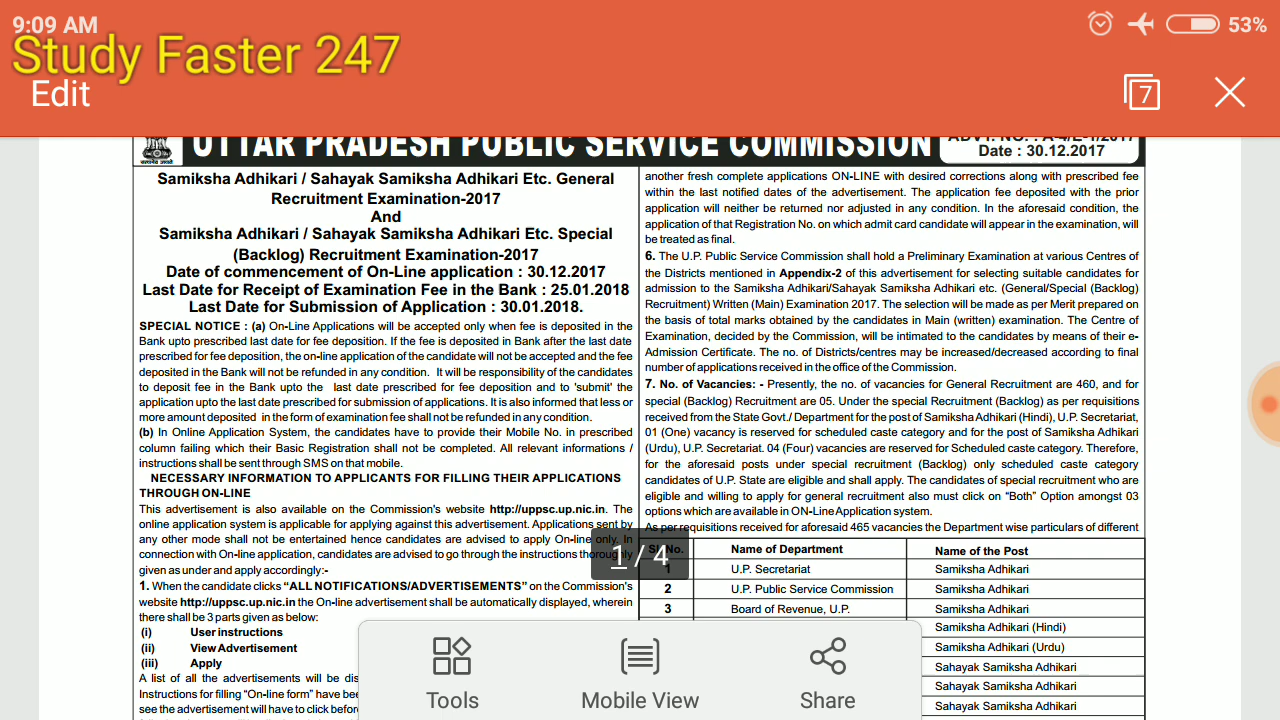 9:09 AM
53%
Study Faster 247
Edit
7
UTTAR PRADESH PUBLIC SERVICE COMMISSION
Date : 30.12.2017
Samiksha Adhikari / Sahayak Samiksha Adhikari Etc. General
Recruitment Examination-2017
And
Samiksha Adhikari / Sahayak Samiksha Adhikari Etc. Special
(Backlog) Recruitment Examination-2017
Date of commencement of On-Line application : 30.12.2017
Last Date for Receipt of Examination Fee in the Bank : 25.01.2018
Last Date for Submission of Application : 30.01.2018.
SPECIAL NOTICE : (a) On-Line Applications will be accepted only when fee is deposited in the
Bank upto prescribed last date for fee deposition. If the fee is deposited in Bank after the last date
prescribed for fee deposition, the on-line application of the candidate will not be accepted and the fee
deposited in the Bank will not be refunded in any condition. It will be responsibility of the candidates
to deposit fee in the Bank upto the last date prescribed for fee deposition and to 'submit' the
application upto the last date prescribed for submission of applications. It is also informed that less or
more amount deposited in the form of examination fee shall not be refunded in any condition.
(b) In Online Application System, the candidates have to provide their Mobile No. in prescribed
column failing which their Basic Registration shall not be completed. All relevant informations /
instructions shall be sent through SMS on that mobile.
NECESSARY INFORMATION TO APPLICANTS FOR FILLING THEIR APPLICATIONS
THROUGH ON-LINE
This advertisement is also available on the Commission's website http://uppsc.up.nic.in. The
online application system is applicable for applying against this advertisement. Applications sent by
any other mode shall not be entertained hence candidates are advised to apply On-line only. In
connection with On-line application, candidates are advised to go through the instructions thoroughly
given as under and apply accordingly:-
1. When the candidate clicks “ALL NOTIFICATIONS/ADVERTISEMENTS” on the Commission's
website http://uppsc.up.nic.in the On-line advertisement shall be automatically displayed, wherein
there shall be 3 parts given as below:
(i) User instructions
(ii) View Advertisement
(iii) Apply
A list of all the advertisements will be
Instructions for filling “On-line form” have
see the advertisement will have to click
another fresh complete applications ON-LINE with desired corrections along with prescribed fee
within the last notified dates of the advertisement. The application fee deposited with the prior
application will neither be returned nor adjusted in any condition. In the aforesaid condition, the
application of that Registration No. on which admit card candidate will appear in the examination, will
be treated as final.
6. The U.P. Public Service Commission shall hold a Preliminary Examination at various Centres of
the Districts mentioned in Appendix-2 of this advertisement for selecting suitable candidates for
admission to the Samiksha Adhikari/Sahayak Samiksha Adhikari etc. (General/Special (Backlog)
Recruitment) Written (Main) Examination 2017. The selection will be made as per Merit prepared on
the basis of total marks obtained by the candidates in Main (written) examination. The Centre of
Examination, decided by the Commission, will be intimated to the candidates by means of their e-
Admission Certificate. The no. of Districts/centres may be increased/decreased according to final
number of applications received in the office of the Commission.
7. No. of Vacancies: - Presently, the no. of vacancies for General Recruitment are 460, and for
special (Backlog) Recruitment are 05. Under the special Recruitment (Backlog) as per requisitions
received from the State Govt./ Department for the post of Samiksha Adhikari (Hindi), U.P. Secretariat,
01 (One) vacancy is reserved for scheduled caste category and for the post of Samiksha Adhikari
(Urdu), U.P. Secretariat. 04 (Four) vacancies are reserved for Scheduled caste category. Therefore,
for the aforesaid posts under special recruitment (Backlog) only scheduled caste category
candidates of U.P. State are eligible and shall apply. The candidates of special recruitment who are
eligible and willing to apply for general recruitment also must click on “Both” Option amongst 03
options which are available in ON-Line Application system.
As per requisitions received for aforesaid 465 vacancies the Department wise particulars of different
No. Name of Department Name of the Post
1 U.P. Secretariat Samiksha Adhikari
2 U.P. Public Service Commission Samiksha Adhikari
3 Board of Revenue, U.P. Samiksha Adhikari
Samiksha Adhikari (Hindi)
Samiksha Adhikari (Urdu)
Sahayak Samiksha Adhikari
Sahayak Samiksha Adhikari
Sahayak Samiksha Adhikari
1 / 4
Tools
Mobile View
Share